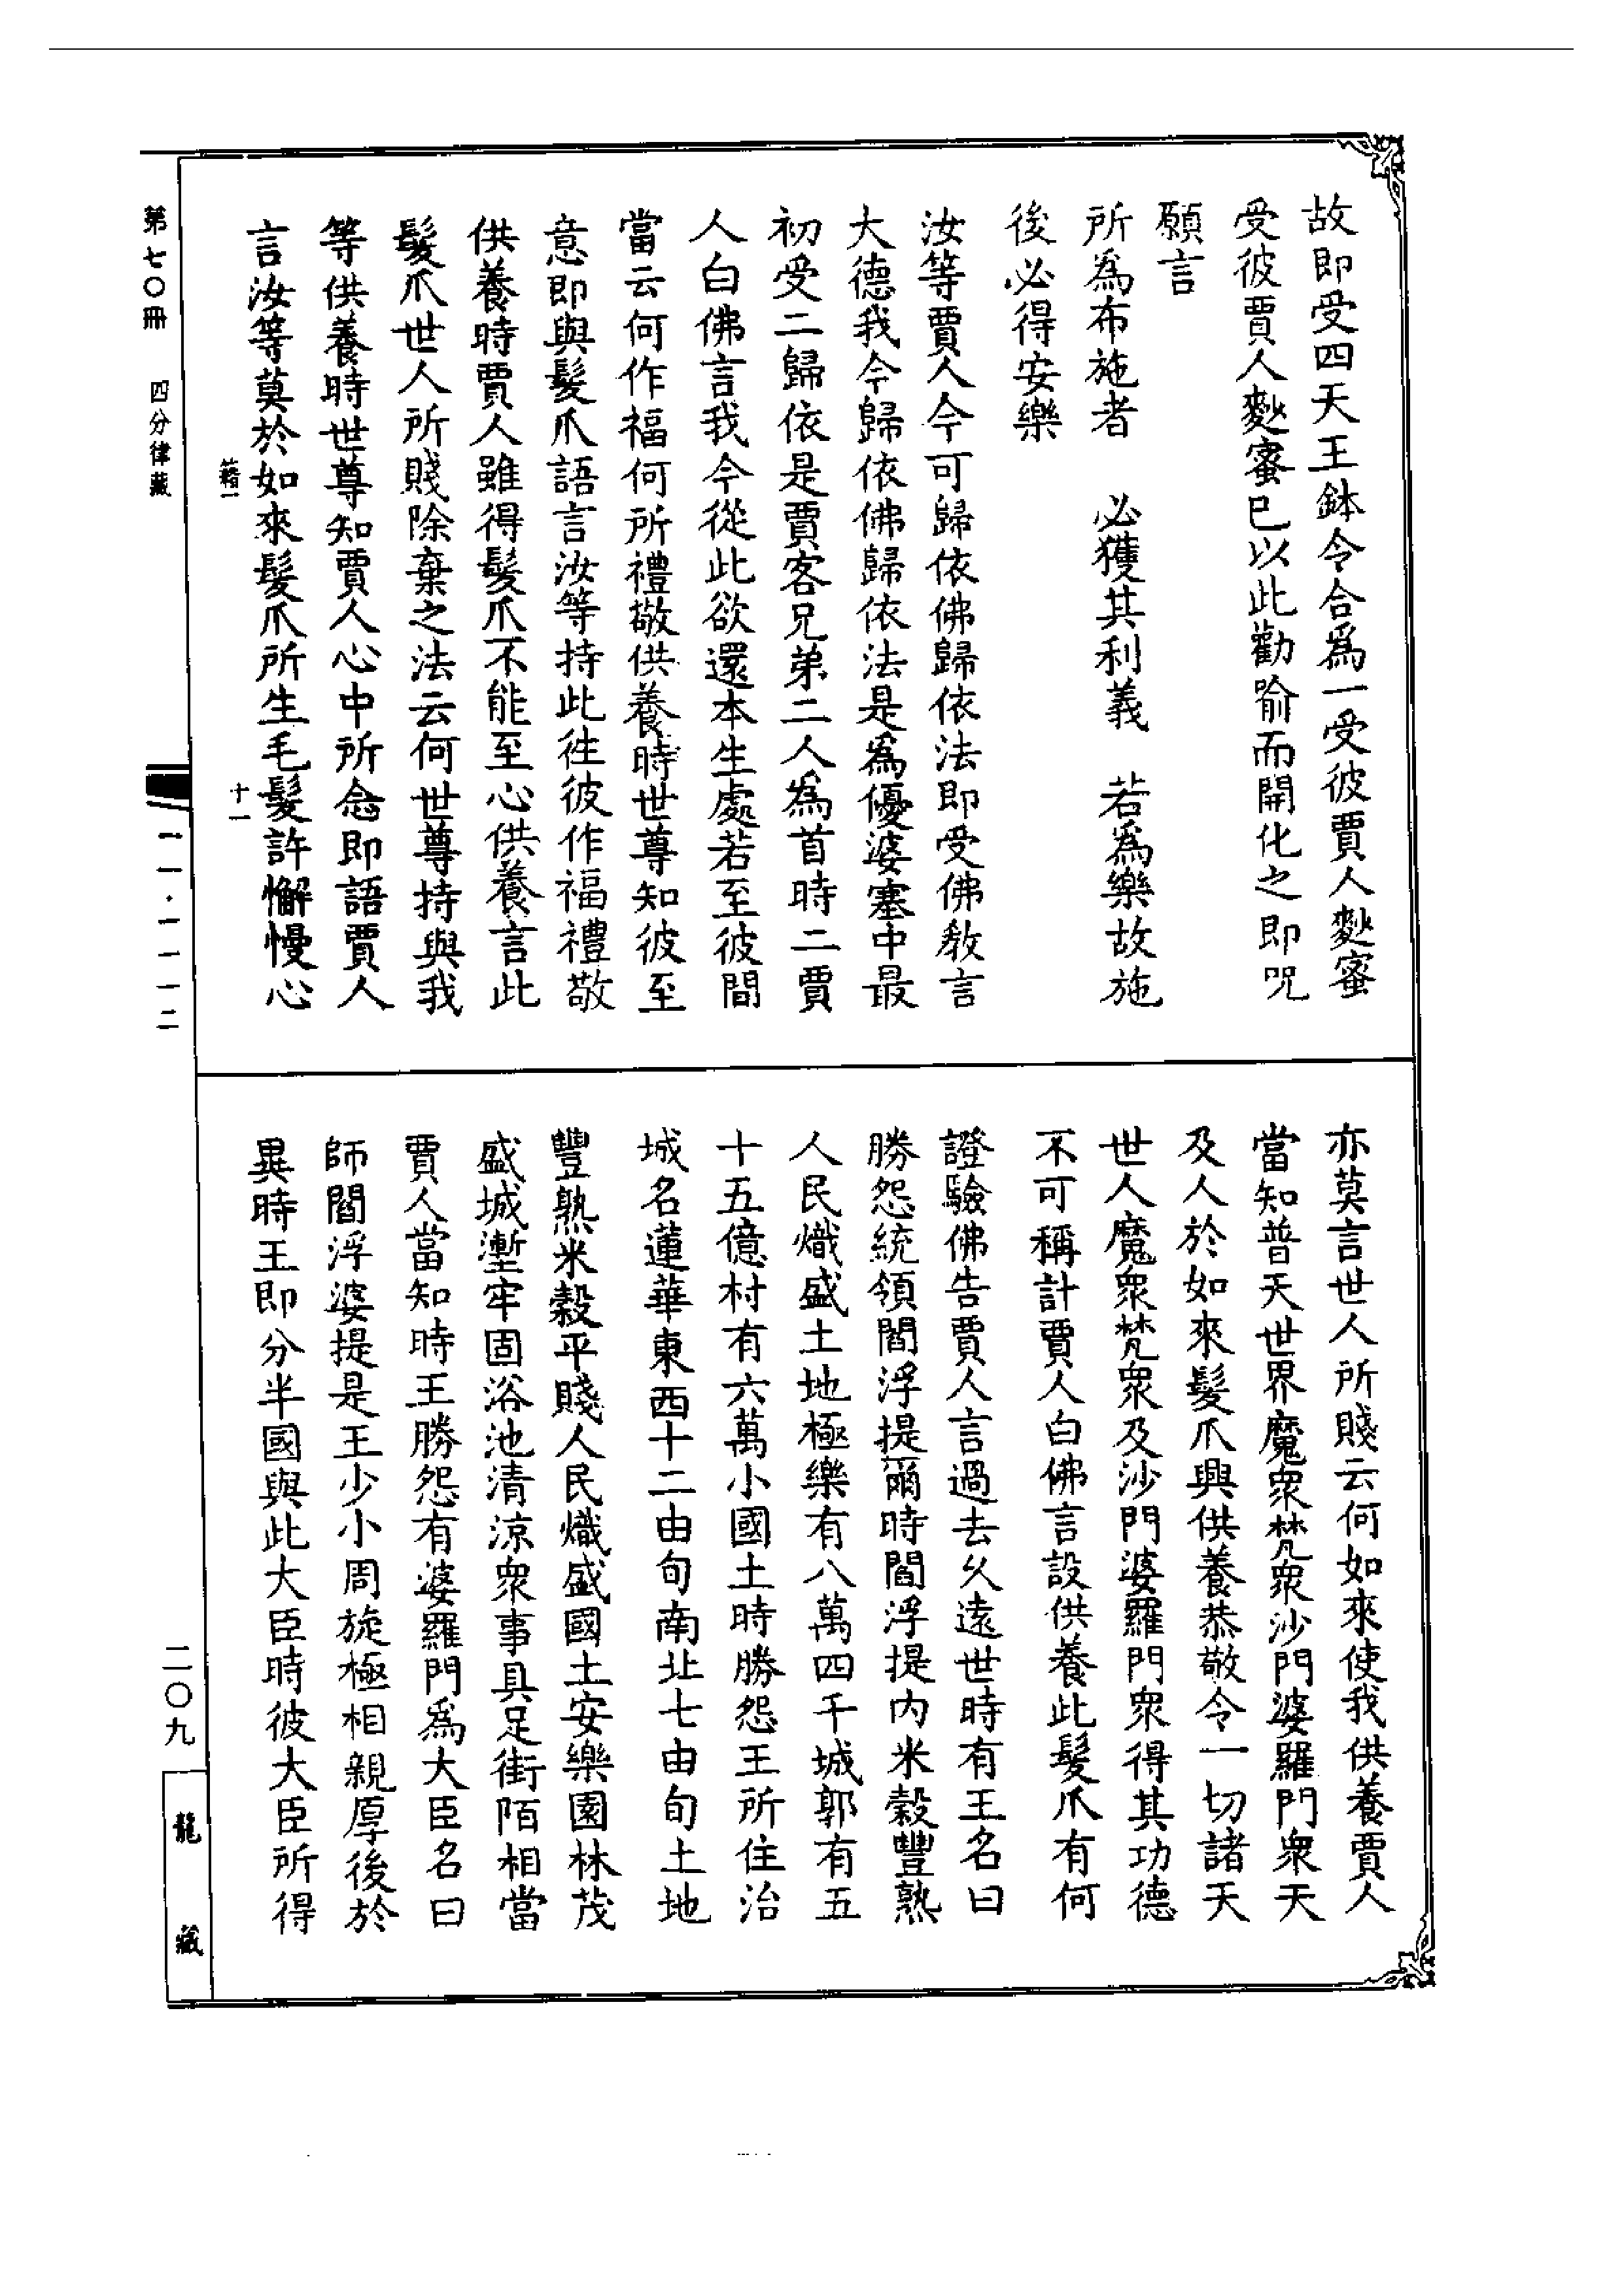 故即受四天王鉢令合爲一受彼賈人麨蜜
受彼賈人麨蜜已以此勸喻而開化之即呪
願言
所爲布施者　必獲其利義　若爲樂故施
後必得安樂
汝等賈人今可歸依佛歸依法即受佛教言
大德我今歸依佛歸依法是爲優婆塞中最
初受二歸依是賈客兄弟二人爲首時二賈
人白佛言我今從此欲還本生處若至彼間
當云何作福何所禮敬供養時世尊知彼至
意即與髮爪語言汝等持此徃彼作福禮敬
供養時賈人雖得髮爪不能至心供養言此
髮爪世人所賤除棄之法云何世尊持與我
等供養時世尊知賈人心中所念即語賈人
言汝等莫於如來髮爪所生毛髮許懈慢心
亦莫言世人所賤云何如來使我供養賈人
當知普天世界魔衆梵衆沙門婆羅門衆天
及人於如來髮爪興供養恭敬令一切諸天
世人魔衆梵衆及沙門婆羅門衆得其功德
不可稱計賈人白佛言設供養此髮爪有何
證驗佛告賈人言過去久遠世時有王名曰
勝怨統領閻浮提爾時閻浮提内米穀豐熟
人民熾盛土地極樂有八萬四千城郭有五
十五億村有六萬小國土時勝怨王所住治
城名蓮華東西十二由旬南北七由旬土地
豐熟米穀平賤人民熾盛國土安樂園林茂
盛城壍牢固浴池清涼衆事具足街陌相當
賈人當知時王勝怨有婆羅門爲大臣名曰
師閻浮婆提是王少小周旋極相親厚後於
異時王即分半國與此大臣時彼大臣所得
籍一
十一
第七〇冊　四分律藏
一一·一一一二
二〇九
龍藏